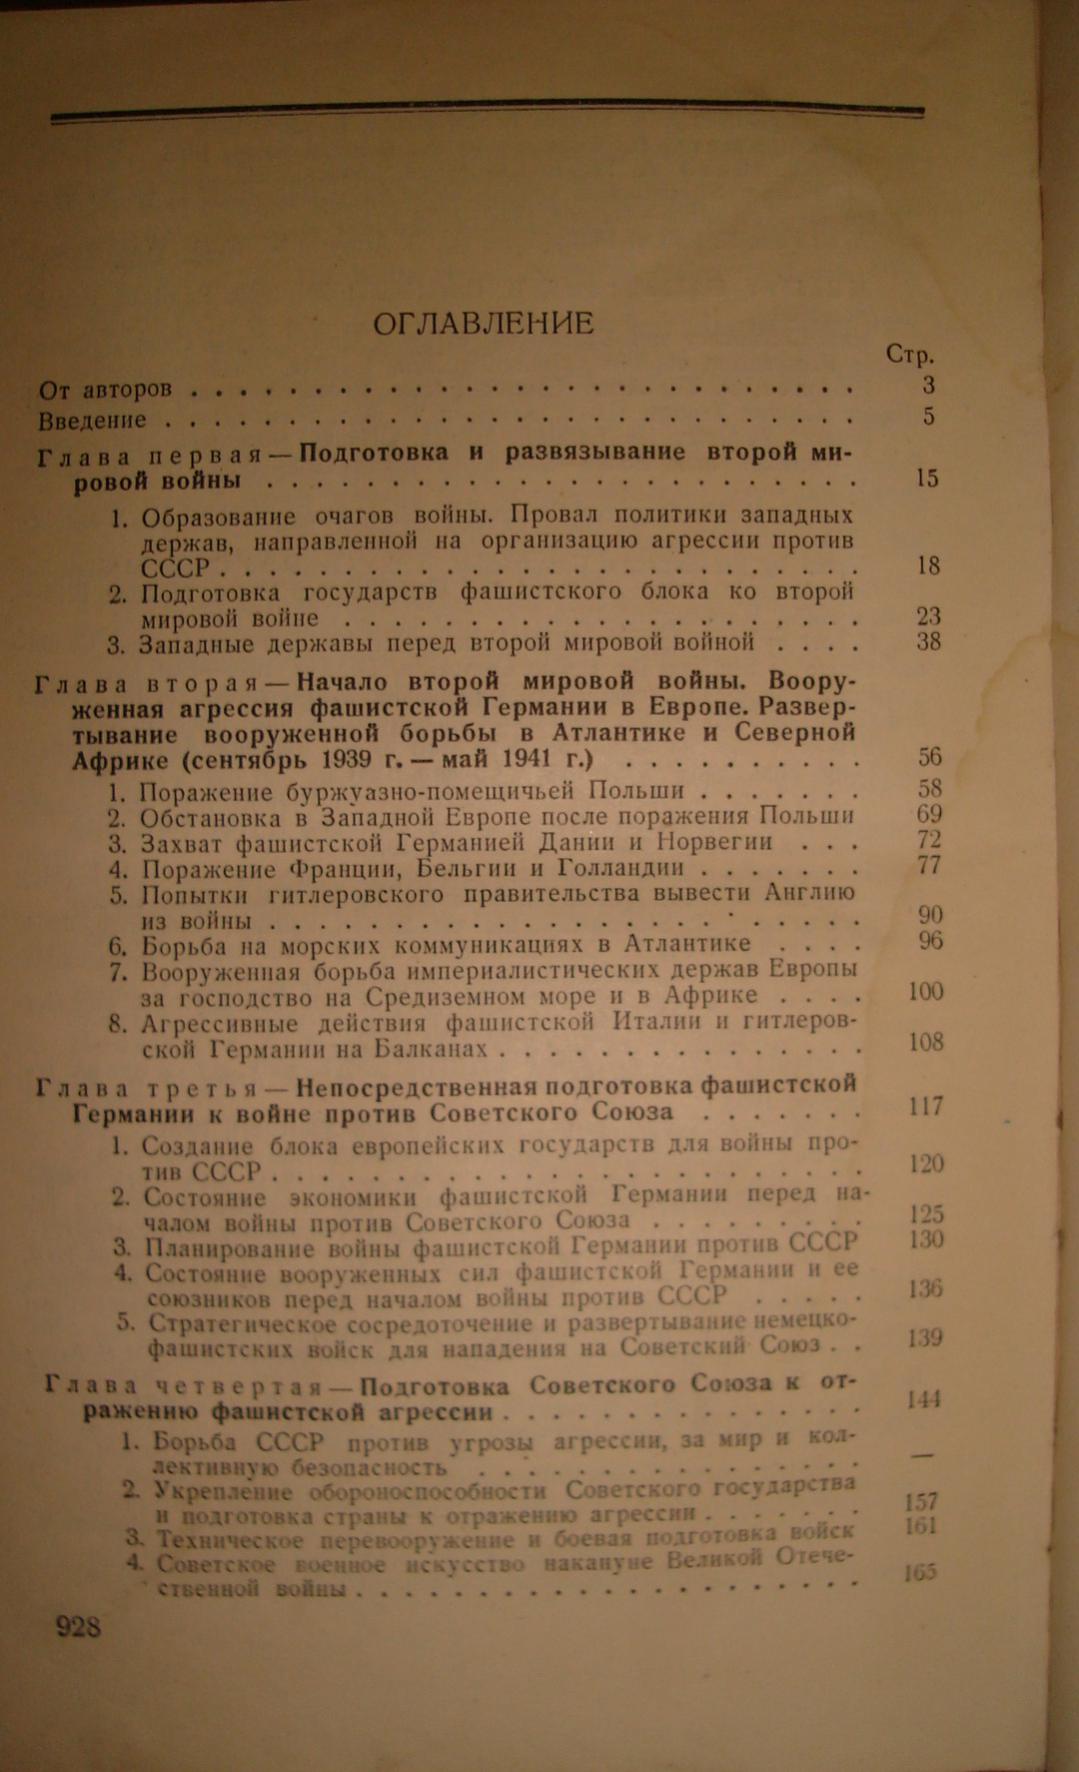 ОГЛАВЛЕНИЕ
Стр.
От авторов . . . . . . . . . . . . . . . . . . . . . . . . . . . 3
Введение . . . . . . . . . . . . . . . . . . . . . . . . . . . . 5
Глава первая — Подготовка и развязывание второй ми-
ровой войны . . . . . . . . . . . . . . . . . . . . . . . . 15
1. Образование очагов войны. Провал политики западных
держав, направленной на организацию агрессии против
СССР . . . . . . . . . . . . . . . . . . . . . . . . . . 18
2. Подготовка государств фашистского блока ко второй
мировой войне . . . . . . . . . . . . . . . . . . . . . 23
3. Западные державы перед второй мировой войной . . . . 38
Глава вторая — Начало второй мировой войны. Воору-
женная агрессия фашистской Германии в Европе. Развер-
тывание вооруженной борьбы в Атлантике и Северной
Африке (сентябрь 1939 г. — май 1941 г.) . . . . . . . . . . 56
1. Поражение буржуазно-помещичьей Польши . . . . . . . 58
2. Обстановка в Западной Европе после поражения Польши 69
3. Захват фашистской Германией Дании и Норвегии . . . 72
4. Поражение Франции, Бельгии и Голландии . . . . . . . 77
5. Попытки гитлеровского правительства вывести Англию
из войны . . . . . . . . . . . . . . . . . . . . . . . . 90
6. Борьба на морских коммуникациях в Атлантике . . . . 96
7. Вооруженная борьба империалистических держав Европы
за господство на Средиземном море и в Африке . . . . 100
8. Агрессивные действия фашистской Италии и гитлеров-
ской Германии на Балканах . . . . . . . . . . . . . . . 108
Глава третья — Непосредственная подготовка фашистской
Германии к войне против Советского Союза . . . . . . . 117
1. Создание блока европейских государств для войны про-
тив СССР . . . . . . . . . . . . . . . . . . . . . . . . 120
2. Состояние экономики фашистской Германии перед на-
чалом войны против Советского Союза . . . . . . . . . 125
3. Планирование войны фашистской Германии против СССР 130
4. Состояние вооруженных сил фашистской Германии и ее
союзников перед началом войны против СССР . . . . . 136
5. Стратегическое сосредоточение и развертывание немецко-
фашистских войск для нападения на Советский Союз . . 139
Глава четвертая — Подготовка Советского Союза к от-
ражению фашистской агрессии . . . . . . . . . . . . . . . 144
1. Борьба СССР против угрозы агрессии, за мир и кол-
лективную безопасность . . . . . . . . . . . . . . . . —
2. Укрепление обороноспособности Советского государства
и подготовка страны к отражению агрессии . . . . . . . 157
3. Техническое перевооружение и боевая подготовка войск 161
4. Советское военное искусство накануне Великой Отече-
ственной войны . . . . . . . . . . . . . . . . . . . . . 165
928